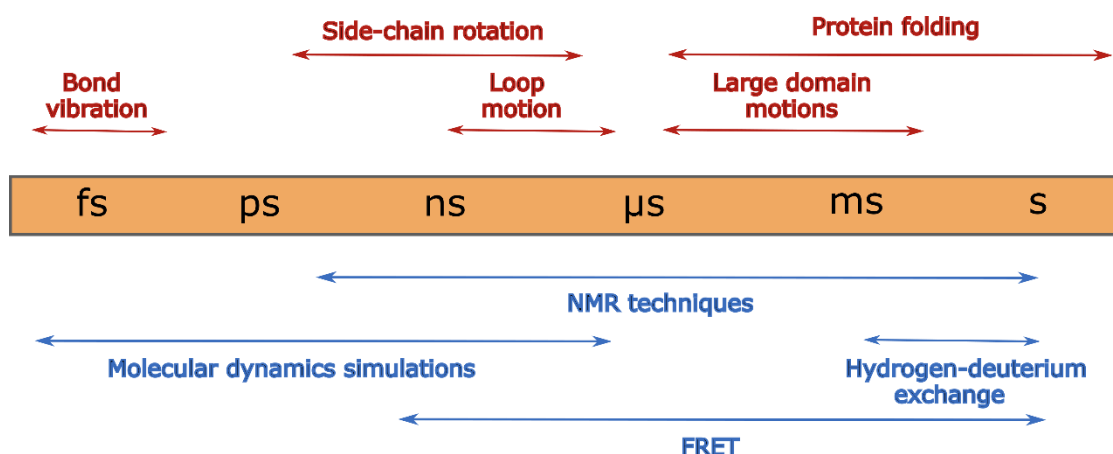 Side-chain rotation
Protein folding
Bond
vibration
Loop
motion
Large domain
motions
fs ps ns µs ms s
NMR techniques
Molecular dynamics simulations
Hydrogen-deuterium
exchange
FRET